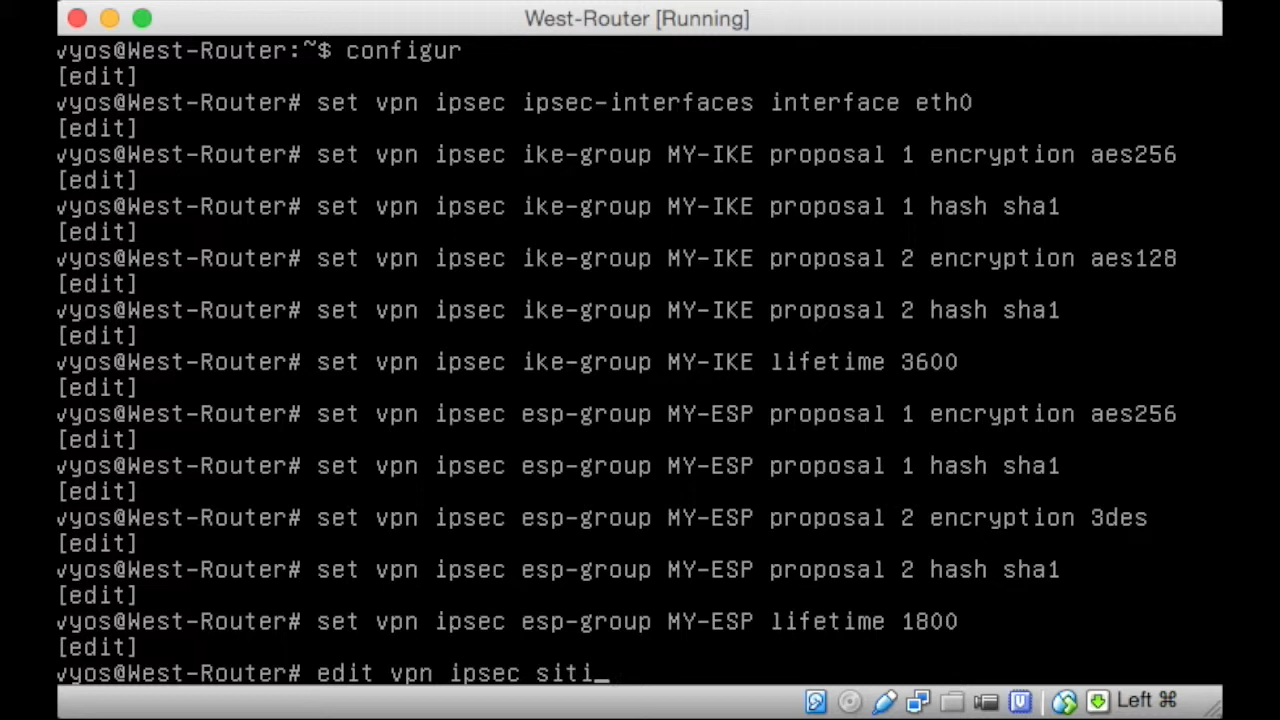 West-Router [Running]
vyos@West-Router:~$ configur
[edit]
vyos@West-Router# set vpn ipsec ipsec-interfaces interface eth0
[edit]
vyos@West-Router# set vpn ipsec ike-group MY-IKE proposal 1 encryption aes256
[edit]
vyos@West-Router# set vpn ipsec ike-group MY-IKE proposal 1 hash sha1
[edit]
vyos@West-Router# set vpn ipsec ike-group MY-IKE proposal 2 encryption aes128
[edit]
vyos@West-Router# set vpn ipsec ike-group MY-IKE proposal 2 hash sha1
[edit]
vyos@West-Router# set vpn ipsec ike-group MY-IKE lifetime 3600
[edit]
vyos@West-Router# set vpn ipsec esp-group MY-ESP proposal 1 encryption aes256
[edit]
vyos@West-Router# set vpn ipsec esp-group MY-ESP proposal 1 hash sha1
[edit]
vyos@West-Router# set vpn ipsec esp-group MY-ESP proposal 2 encryption 3des
[edit]
vyos@West-Router# set vpn ipsec esp-group MY-ESP proposal 2 hash sha1
[edit]
vyos@West-Router# set vpn ipsec esp-group MY-ESP lifetime 1800
[edit]
vyos@West-Router# edit vpn ipsec siti_
Left ⌘